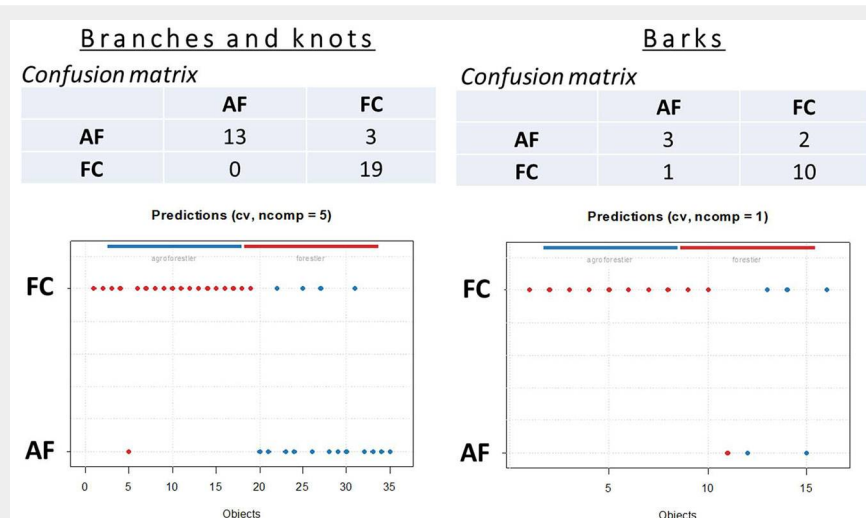 Branches and knots
Confusion matrix
AF FC
AF 13 3
FC 0 19
Predictions (cv, ncomp = 5)
agroforestier forestier
FC
AF
0 5 10 15 20 25 30 35
Objects
Barks
Confusion matrix
AF FC
AF 3 2
FC 1 10
Predictions (cv, ncomp = 1)
agroforestier forestier
FC
AF
5 10 15
Objects